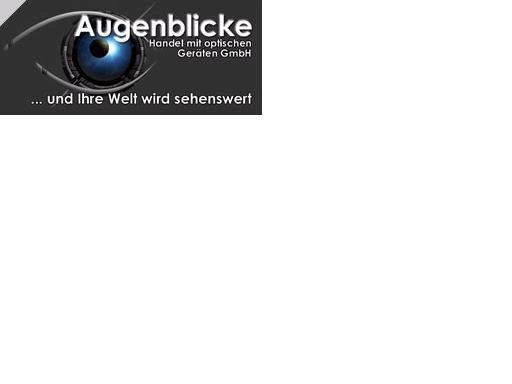 Augenblicke
Handel mit optischen
Geräten GmbH
... und Ihre Welt wird sehenswert